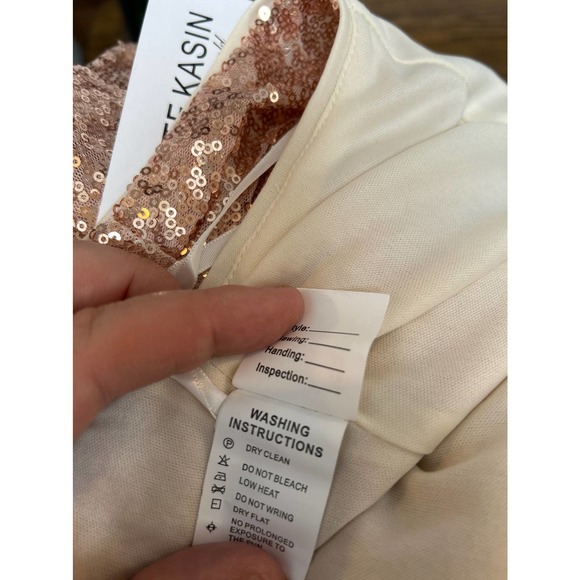 KASIN
Handing:
Inspection:
WASHING
INSTRUCTIONS
DRY CLEAN
DO NOT BLEACH
LOW HEAT
DO NOT WRING
DRY FLAT
NO PROLONGED
EXPOSURE TO
THE SUN